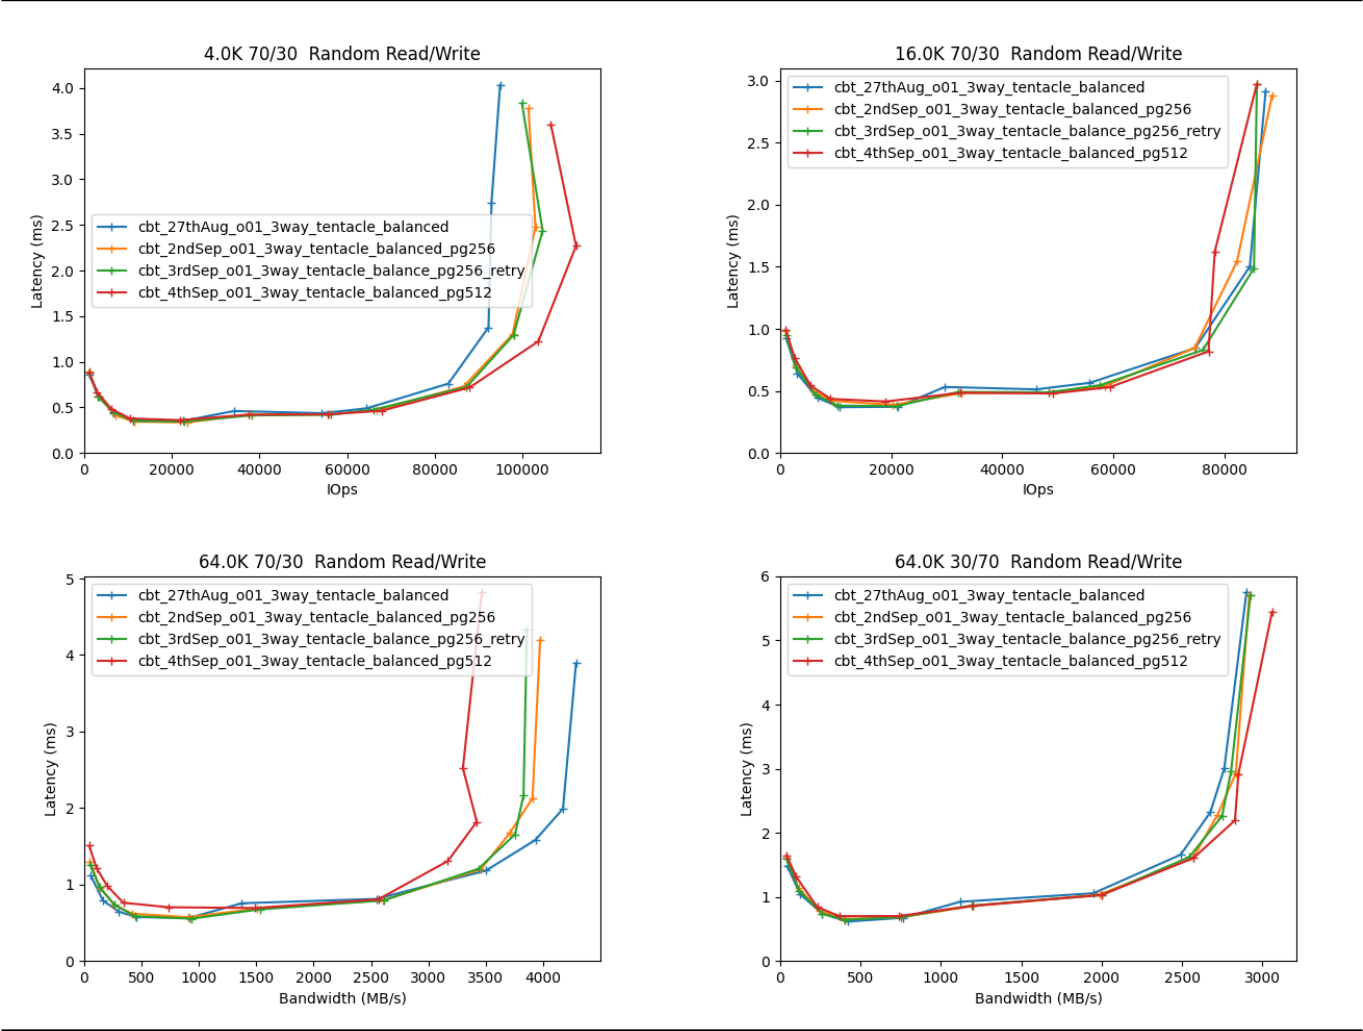 4.0K 70/30  Random Read/Write
4.0
3.5
3.0
2.5
2.0
1.5
1.0
0.5
0.0
Latency (ms)
cbt_27thAug_o01_3way_tentacle_balanced
cbt_2ndSep_o01_3way_tentacle_balanced_pg256
cbt_3rdSep_o01_3way_tentacle_balance_pg256_retry
cbt_4thSep_o01_3way_tentacle_balanced_pg512
0 20000 40000 60000 80000 100000
IOps
16.0K 70/30  Random Read/Write
3.0
2.5
2.0
1.5
1.0
0.5
0.0
Latency (ms)
cbt_27thAug_o01_3way_tentacle_balanced
cbt_2ndSep_o01_3way_tentacle_balanced_pg256
cbt_3rdSep_o01_3way_tentacle_balance_pg256_retry
cbt_4thSep_o01_3way_tentacle_balanced_pg512
0 20000 40000 60000 80000
IOps
64.0K 70/30  Random Read/Write
5
4
3
2
1
0
Latency (ms)
cbt_27thAug_o01_3way_tentacle_balanced
cbt_2ndSep_o01_3way_tentacle_balanced_pg256
cbt_3rdSep_o01_3way_tentacle_balance_pg256_retry
cbt_4thSep_o01_3way_tentacle_balanced_pg512
0 500 1000 1500 2000 2500 3000 3500 4000
Bandwidth (MB/s)
64.0K 30/70  Random Read/Write
6
5
4
3
2
1
0
Latency (ms)
cbt_27thAug_o01_3way_tentacle_balanced
cbt_2ndSep_o01_3way_tentacle_balanced_pg256
cbt_3rdSep_o01_3way_tentacle_balance_pg256_retry
cbt_4thSep_o01_3way_tentacle_balanced_pg512
0 500 1000 1500 2000 2500 3000
Bandwidth (MB/s)